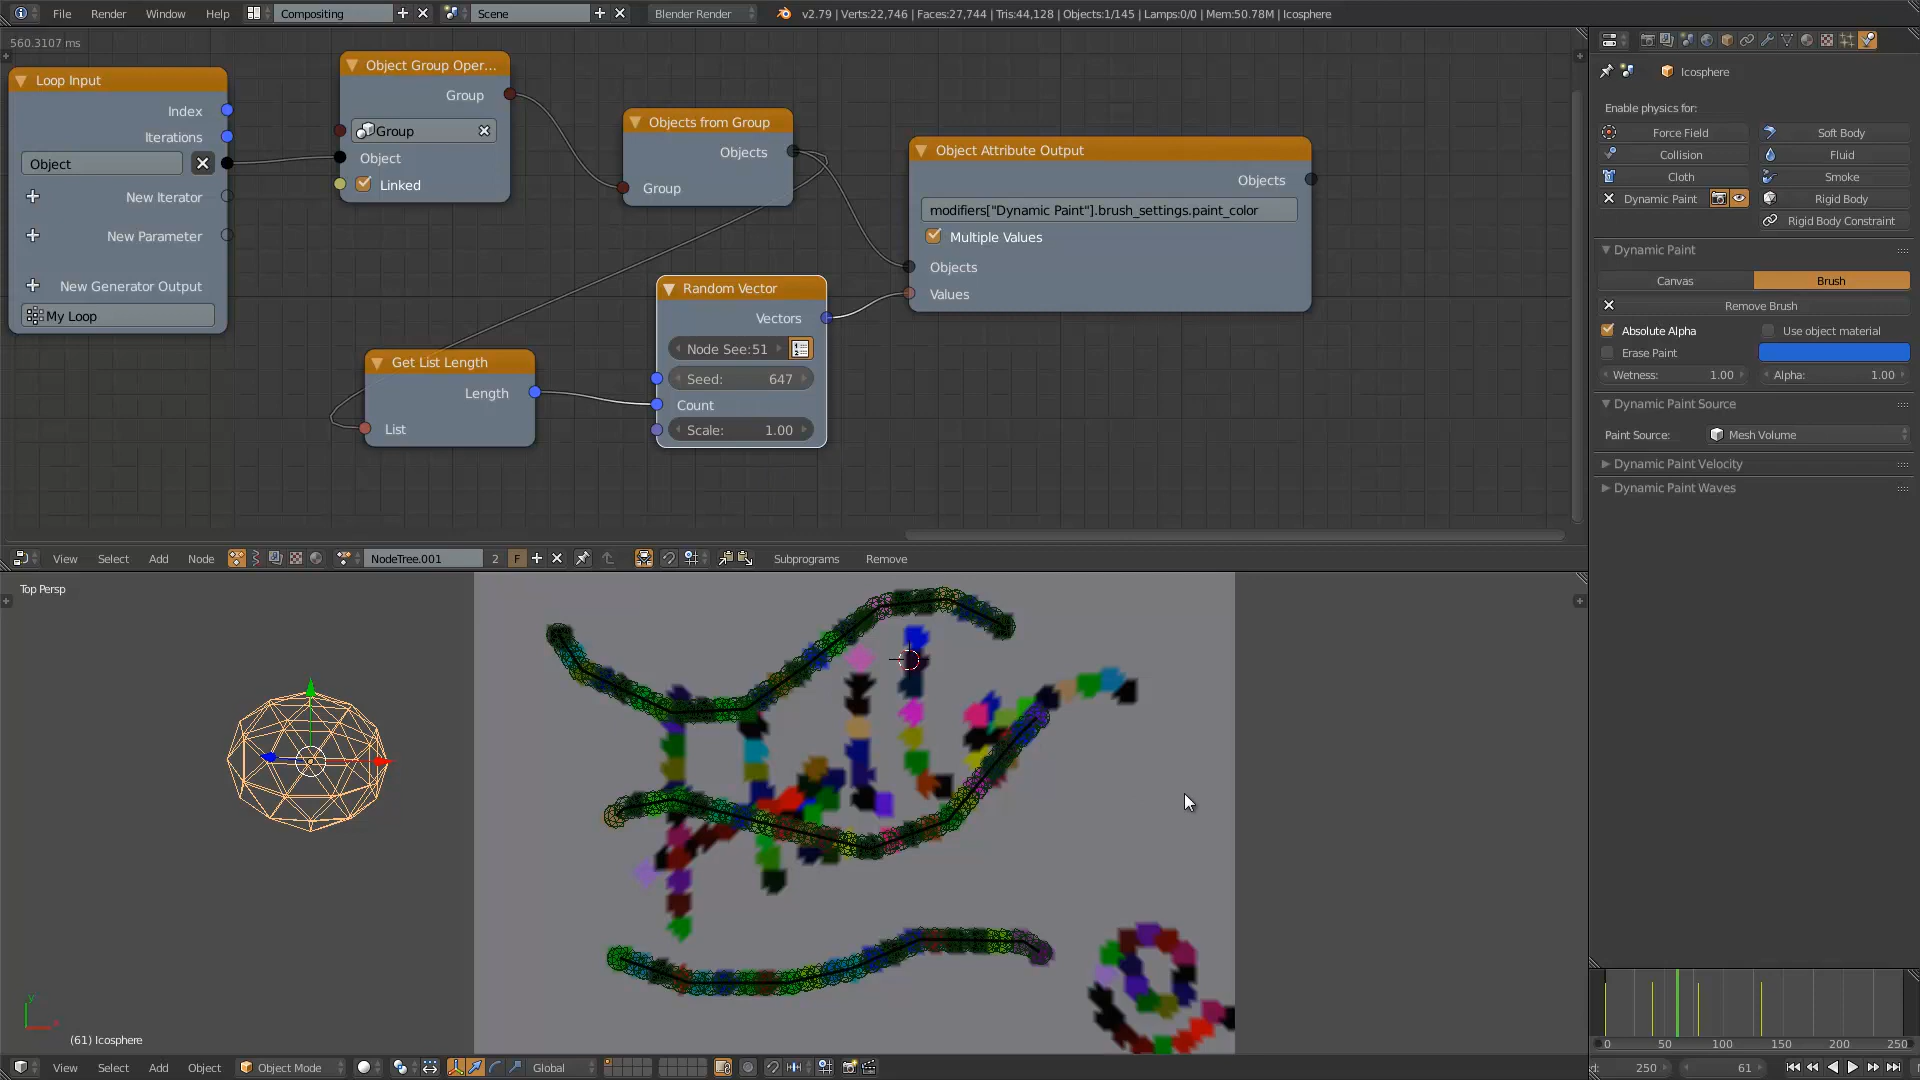 File Render Window Help Compositing Scene Blender Render v2.79 | Verts:22,746 | Faces:27,744 | Tris:44,128 | Objects:1/145 | Lamps:0/0 | Mem:50.78M | Icosphere
560.3107 ms
Loop Input
Index
Iterations
Object
New Iterator
New Parameter
New Generator Output
My Loop
Object Group Oper...
Group
Group
Object
Linked
Objects from Group
Objects
Group
Object Attribute Output
Objects
modifiers["Dynamic Paint"].brush_settings.paint_color
Multiple Values
Objects
Values
Get List Length
Length
List
Random Vector
Vectors
Node See:51
Seed: 647
Count
Scale: 1.00
View Select Add Node NodeTree.001 2 F Subprograms Remove
Top Persp
(61) Icosphere
View Select Add Object Object Mode Global
Icosphere
Enable physics for:
Force Field Soft Body
Collision Fluid
Cloth Smoke
Dynamic Paint Rigid Body
Rigid Body Constraint
Dynamic Paint
Canvas Brush
Remove Brush
Absolute Alpha Use object material
Erase Paint
Wetness: 1.00 Alpha: 1.00
Dynamic Paint Source
Paint Source: Mesh Volume
Dynamic Paint Velocity
Dynamic Paint Waves
0 50 100 150 200 250
d: 250 61